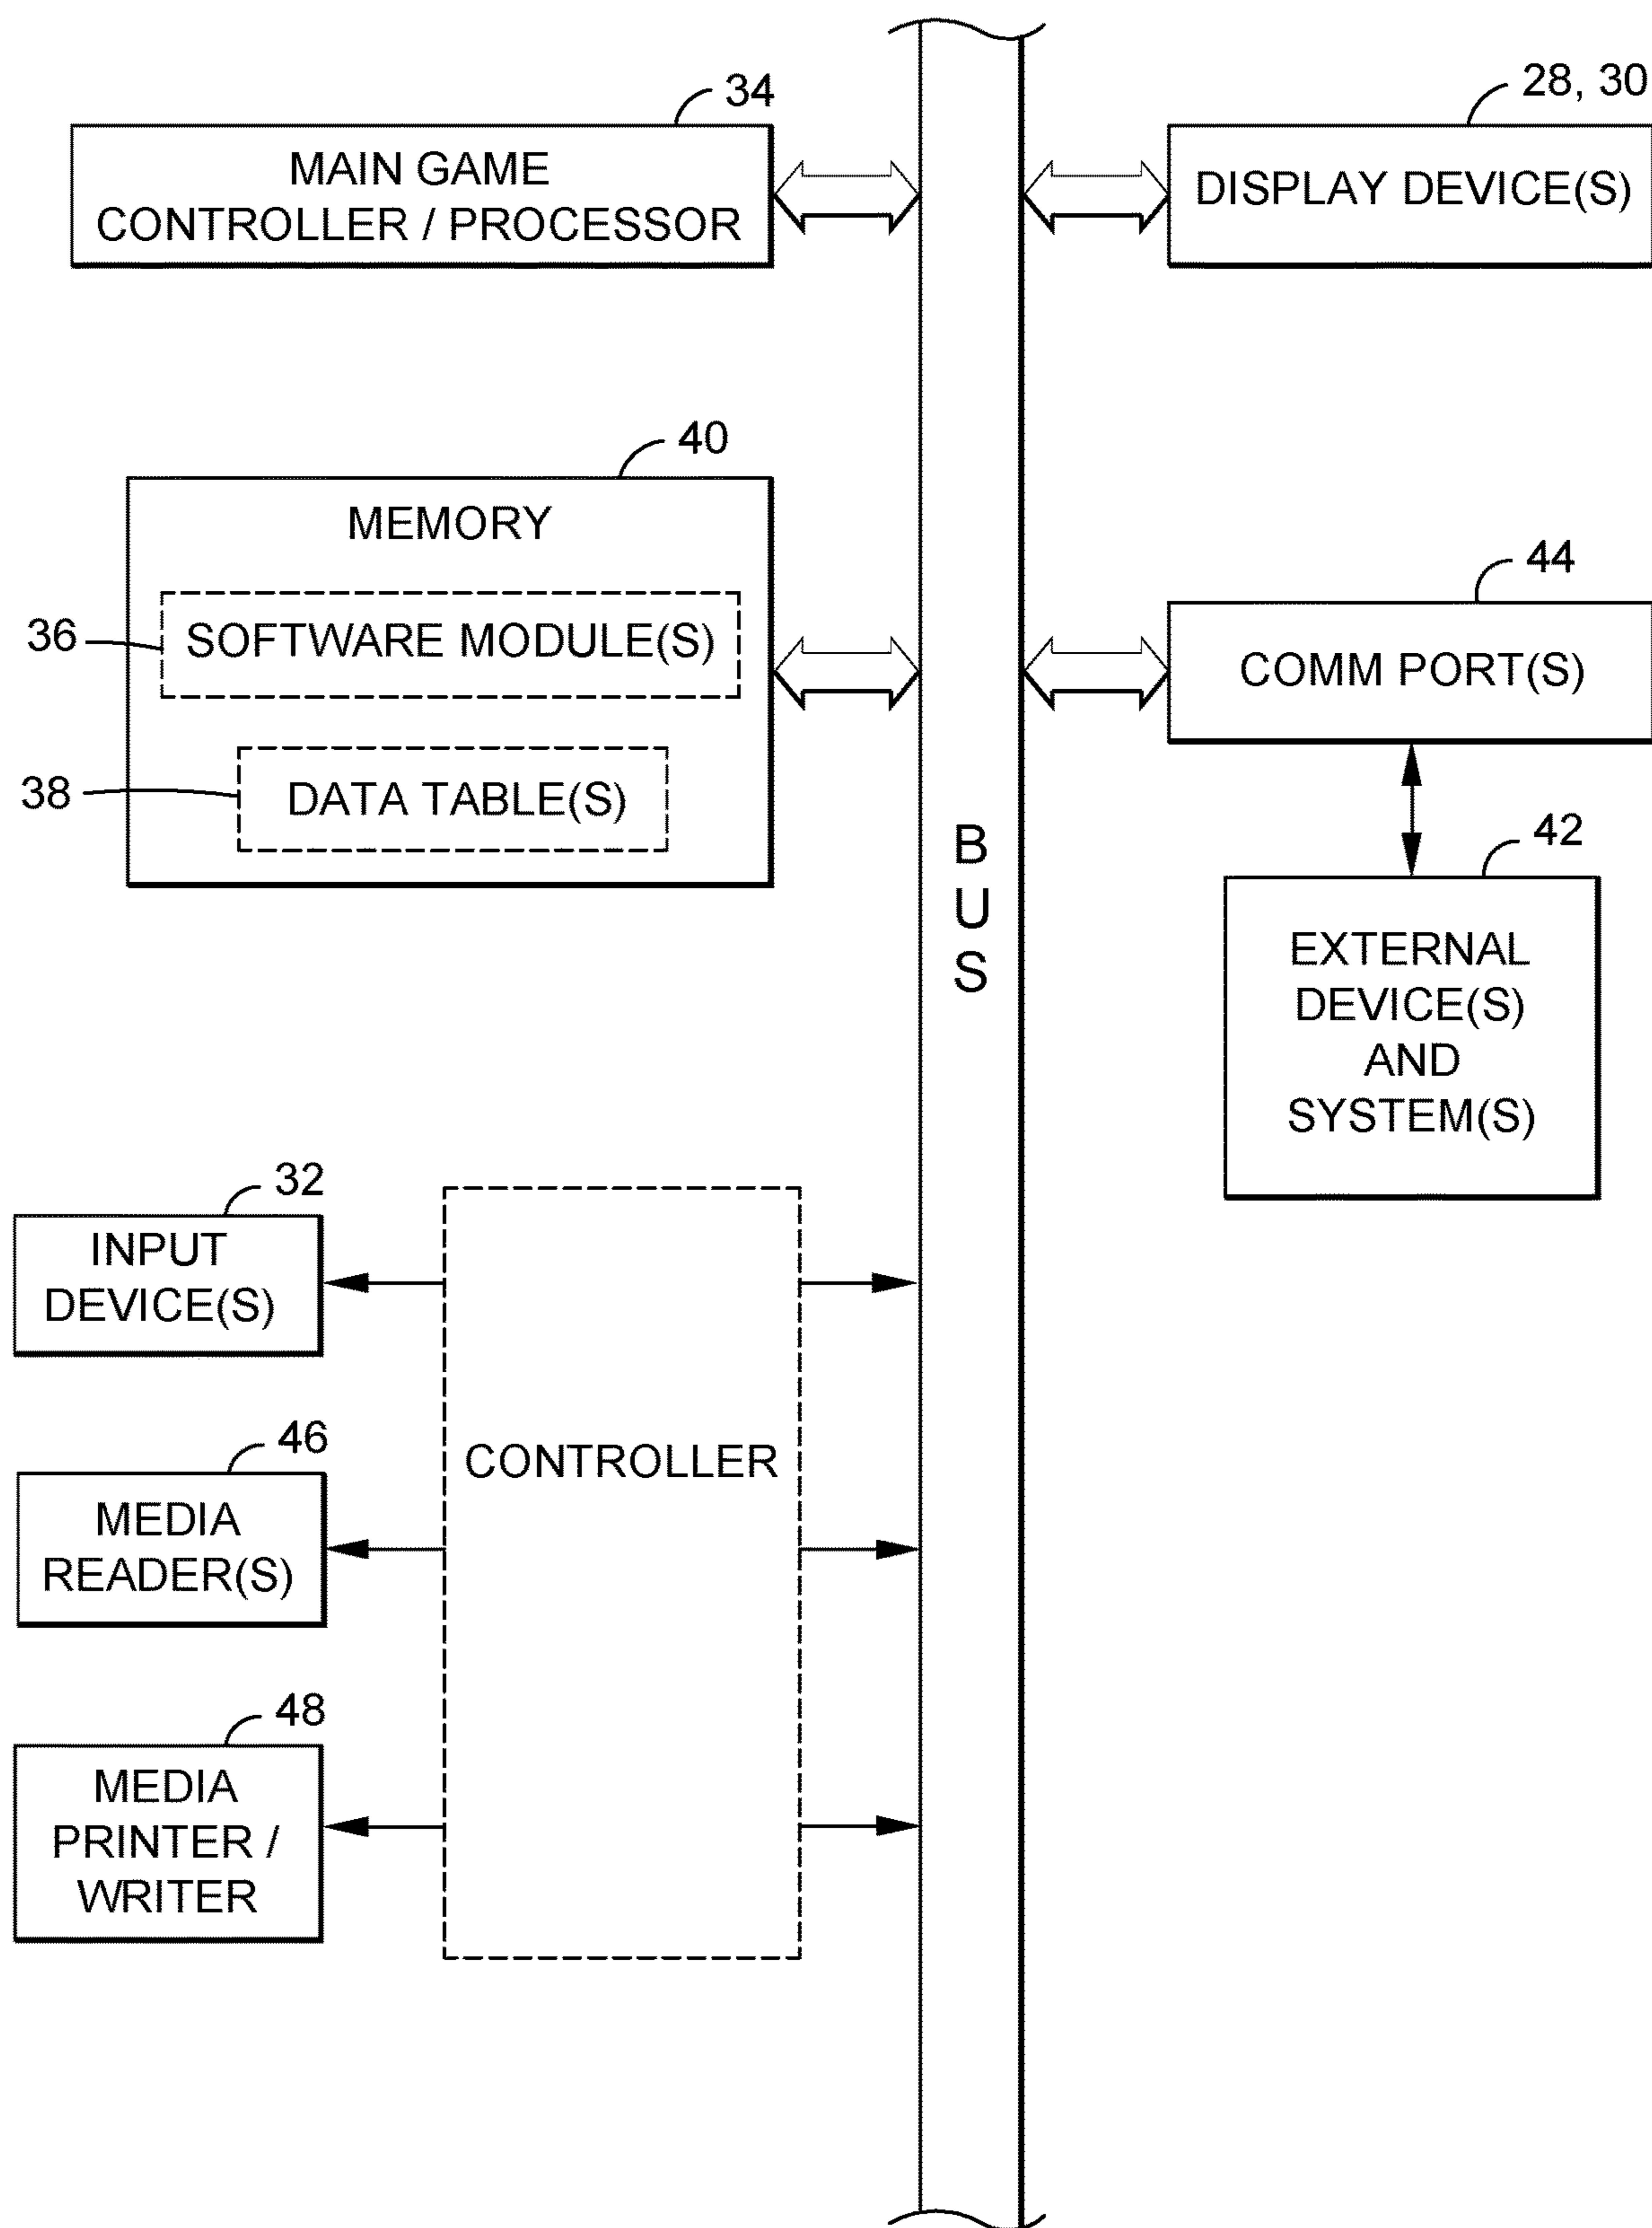 34
MAIN GAME
CONTROLLER / PROCESSOR
28, 30
DISPLAY DEVICE(S)
40
MEMORY
36
SOFTWARE MODULE(S)
38
DATA TABLE(S)
44
COMM PORT(S)
B
U
S
42
EXTERNAL
DEVICE(S)
AND
SYSTEM(S)
32
INPUT
DEVICE(S)
46
MEDIA
READER(S)
CONTROLLER
48
MEDIA
PRINTER /
WRITER